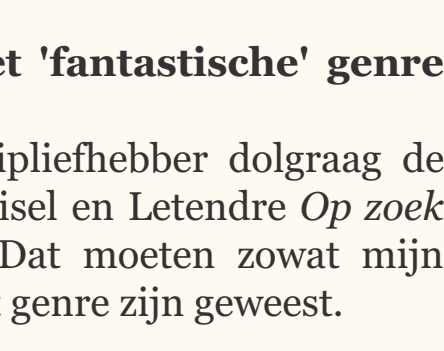 et 'fantastische' genre
ipliefhebber dolgraag de
isel en Letendre Op zoek
Dat moeten zowat mijn
genre zijn geweest.